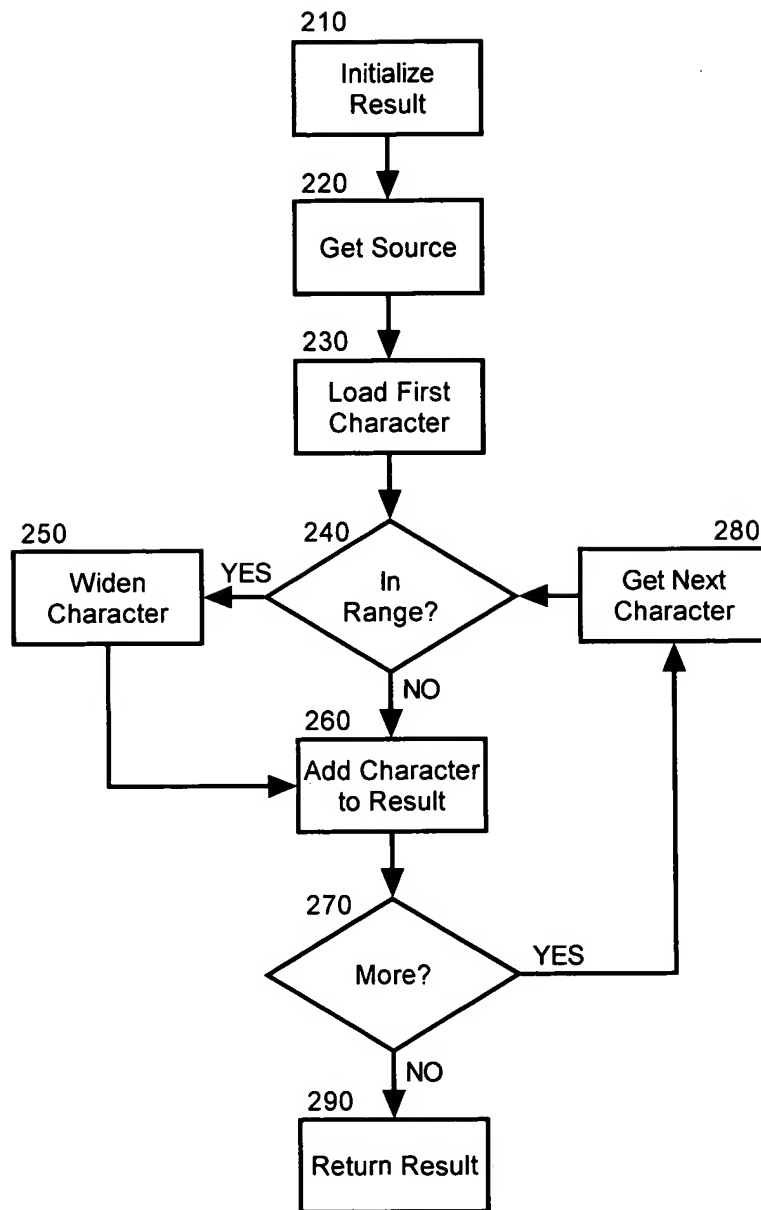 210
Initialize
Result
220
Get Source
230
Load First
Character
240
In
Range?
YES
250
Widen
Character
280
Get Next
Character
NO
260
Add Character
to Result
270
More?
YES
NO
290
Return Result